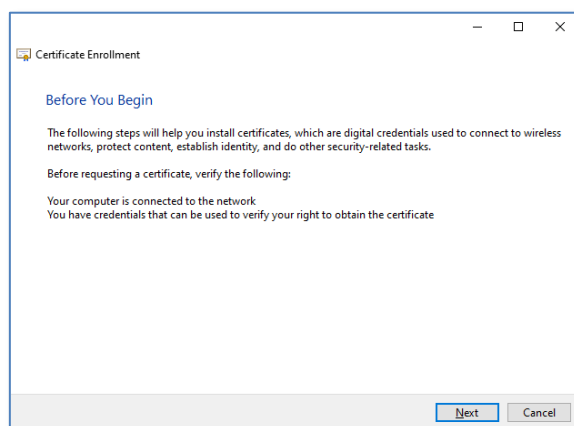 Certificate Enrollment
Before You Begin
The following steps will help you install certificates, which are digital credentials used to connect to wireless
networks, protect content, establish identity, and do other security-related tasks.
Before requesting a certificate, verify the following:
Your computer is connected to the network
You have credentials that can be used to verify your right to obtain the certificate
Next Cancel